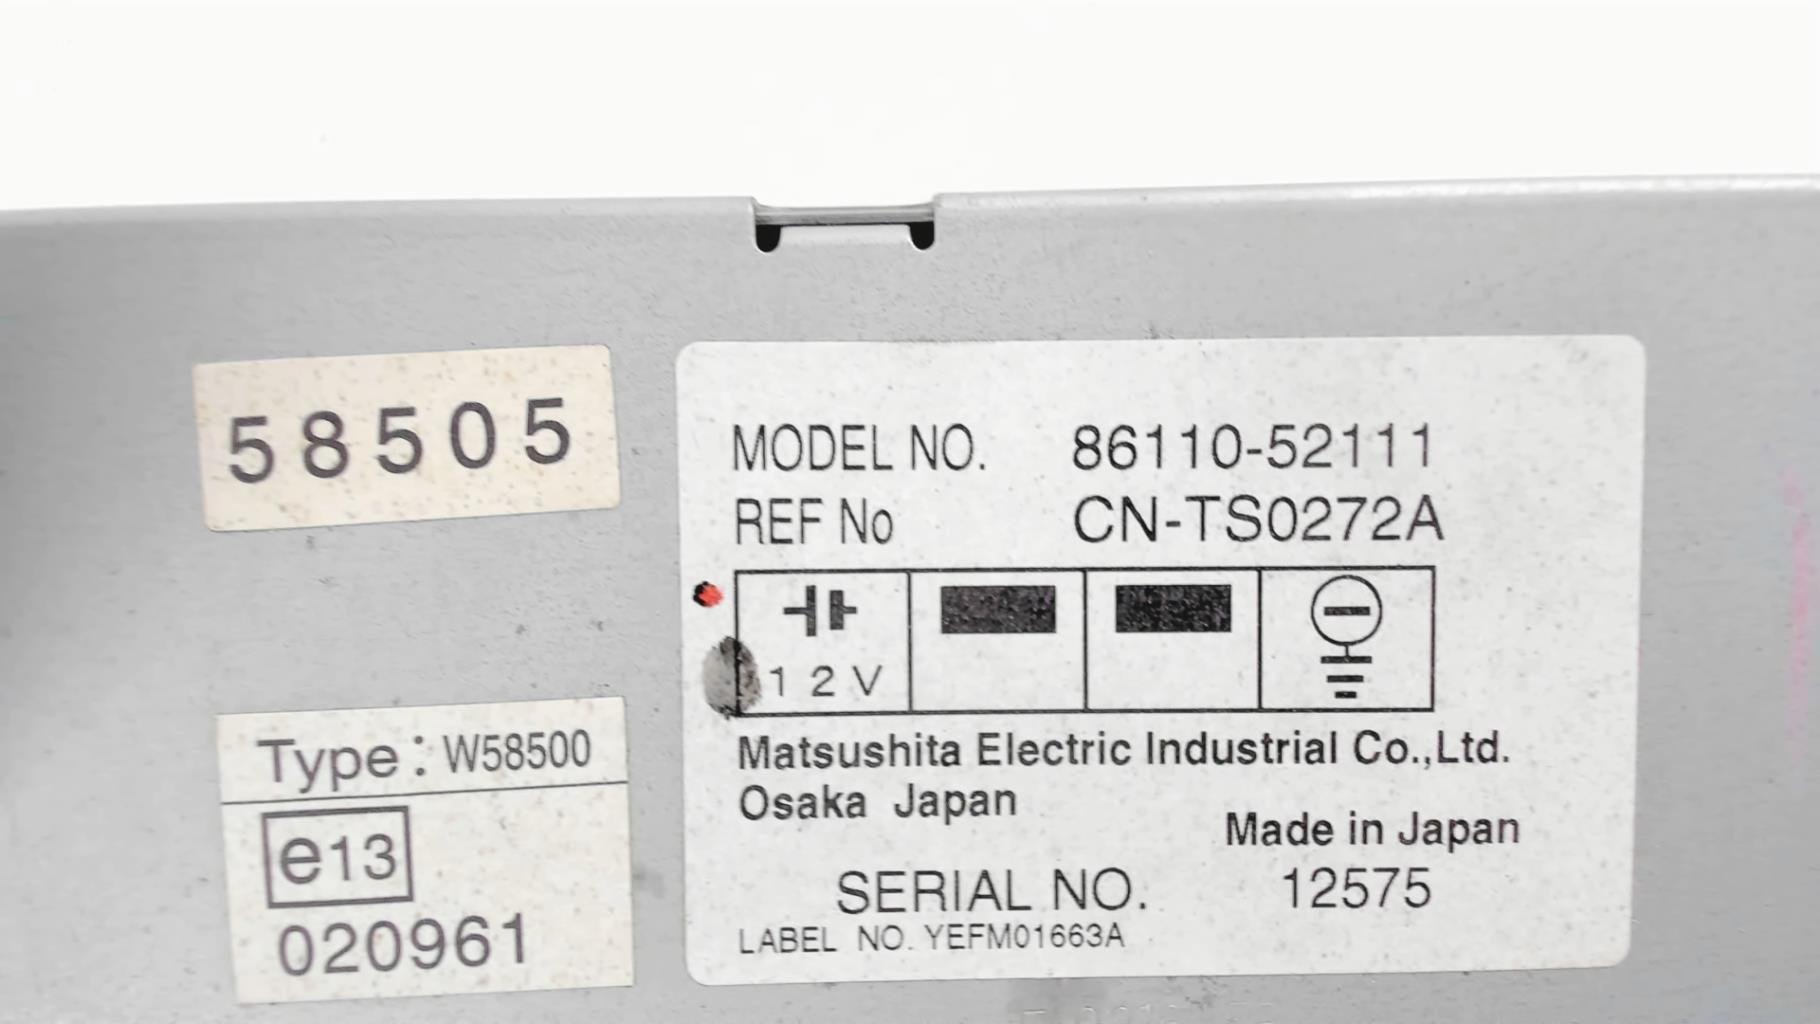 58505
MODEL NO. 86110-52111
REF No CN-TS0272A
12V
Matsushita Electric Industrial Co.,Ltd.
Osaka Japan
Made in Japan
SERIAL NO. 12575
LABEL NO. YEFM01663A
Type: W58500
e13
020961